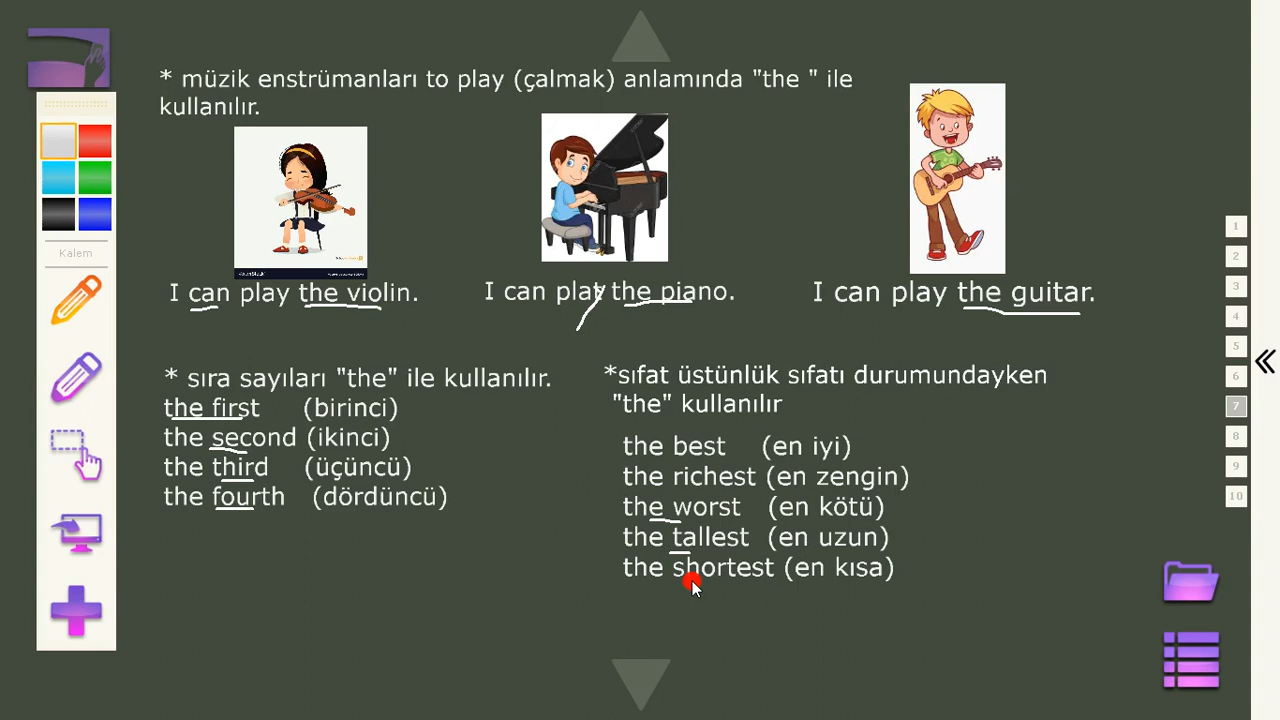 * müzik enstrümanları to play (çalmak) anlamında "the " ile
kullanılır.
I can play the violin.
I can play the piano.
I can play the guitar.
* sıra sayıları "the" ile kullanılır.
the first (birinci)
the second (ikinci)
the third (üçüncü)
the fourth (dördüncü)
*sıfat üstünlük sıfatı durumundayken
"the" kullanılır
the best (en iyi)
the richest (en zengin)
the worst (en kötü)
the tallest (en uzun)
the shortest (en kısa)
Kalem
1
2
3
4
5
6
7
8
9
10